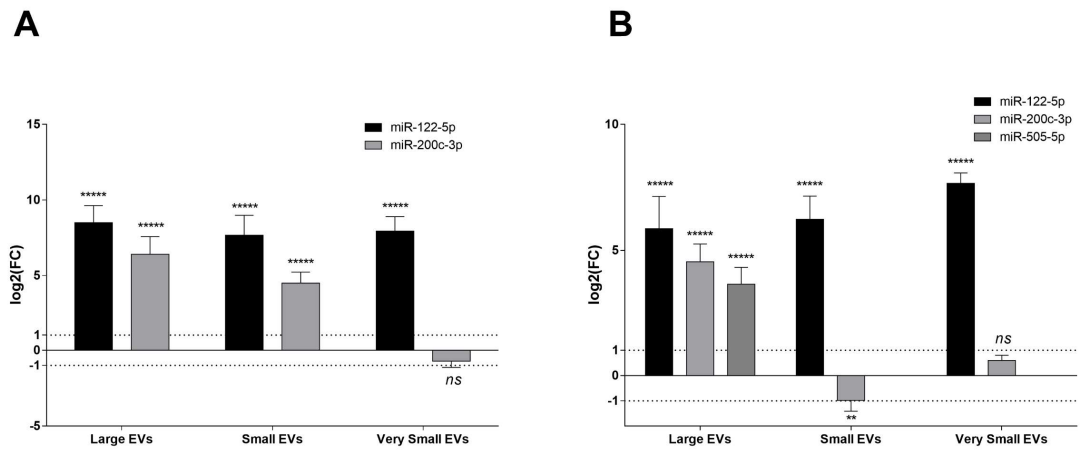 A
B
miR-122-5p
miR-200c-3p
log2(FC)
15
10
5
1
0
-1
-5
*****
*****
*****
*****
*****
ns
Large EVs
Small EVs
Very Small EVs
miR-122-5p
miR-200c-3p
miR-505-5p
log2(FC)
10
5
1
0
-1
*****
*****
*****
*****
**
*****
ns
Large EVs
Small EVs
Very Small EVs